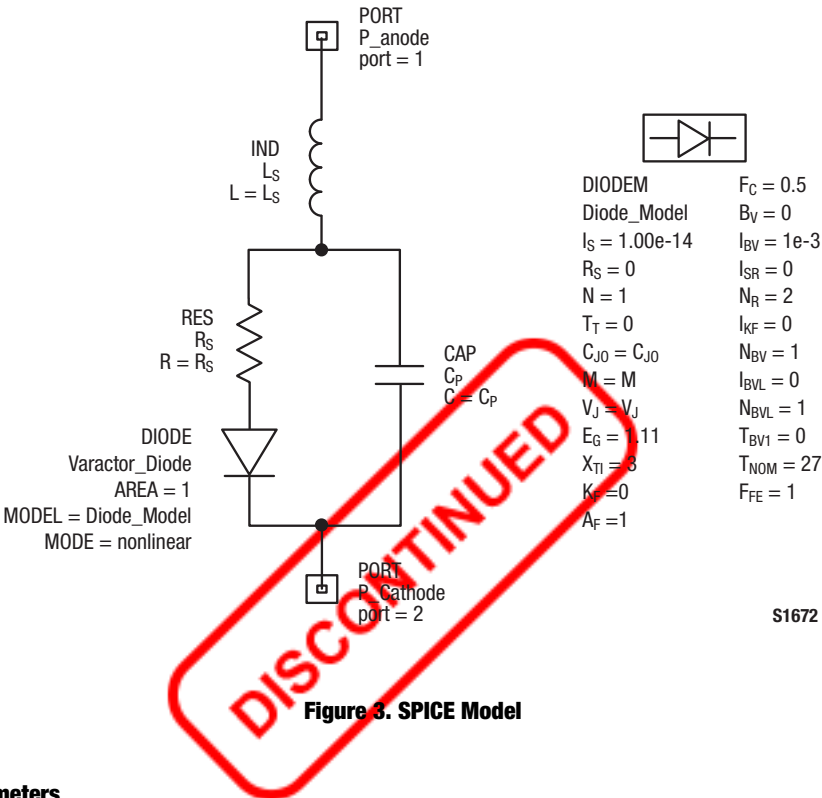 PORT
P_anode
port = 1
IND
L_S
L = L_S
RES
R_S
R = R_S
CAP
C_P
C = C_P
DIODE
Varactor_Diode
AREA = 1
MODEL = Diode_Model
MODE = nonlinear
PORT
P_Cathode
port = 2
DIODEM
Diode_Model
I_S = 1.00e-14
R_S = 0
N = 1
T_T = 0
C_J0 = C_J0
M = M
V_J = V_J
E_G = 1.11
X_TI = 3
K_F =0
A_F =1
F_C = 0.5
B_V = 0
I_BV = 1e-3
I_SR = 0
N_R = 2
I_KF = 0
N_BV = 1
I_BVL = 0
N_BVL = 1
T_BV1 = 0
T_NOM = 27
F_FE = 1
DISCONTINUED
S1672
Figure 3. SPICE Model
meters